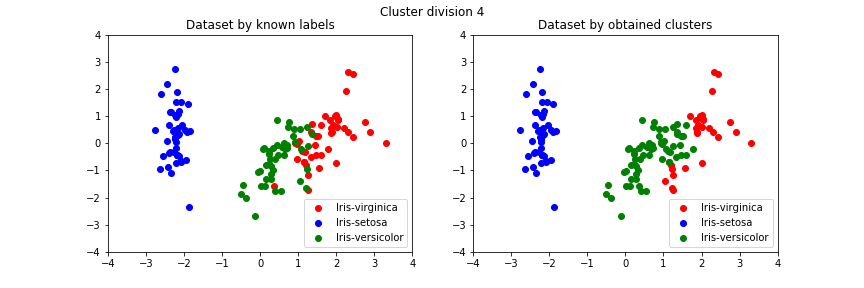 Cluster division 4
Dataset by known labels
4
3
2
1
0
−1
−2
−3
−4
−4 −3 −2 −1 0 1 2 3 4
Iris-virginica
Iris-setosa
Iris-versicolor
Dataset by obtained clusters
4
3
2
1
0
−1
−2
−3
−4
−4 −3 −2 −1 0 1 2 3 4
Iris-virginica
Iris-setosa
Iris-versicolor